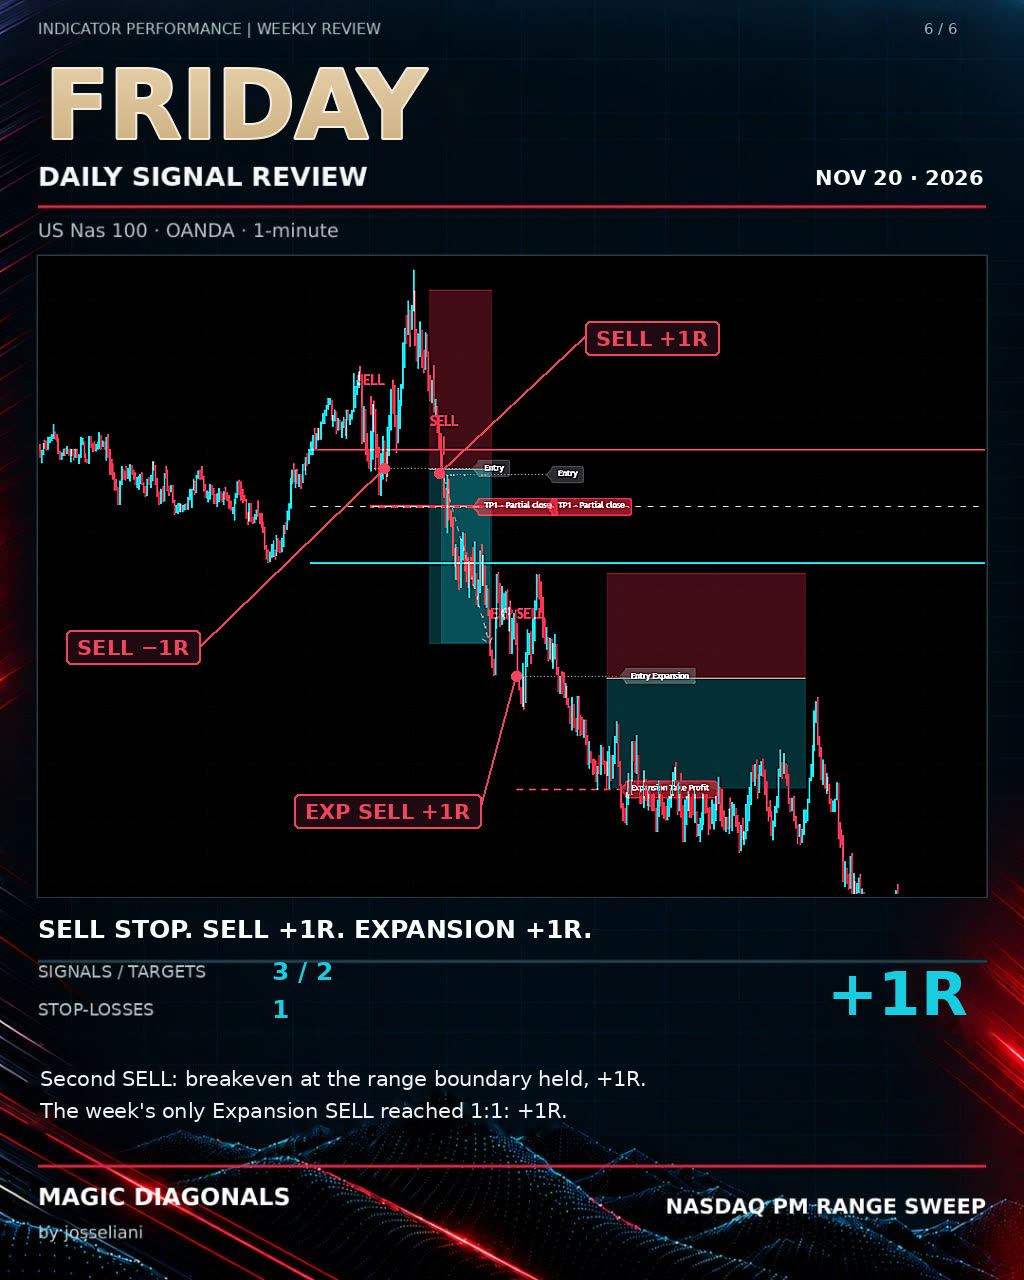 INDICATOR PERFORMANCE | WEEKLY REVIEW
6 / 6
FRIDAY
DAILY SIGNAL REVIEW
NOV 20 · 2026
US Nas 100 · OANDA · 1-minute
SELL +1R
SELL
SELL
Entry
Entry
TP1 - Partial close
TP1 - Partial close
SELL
SELL −1R
Entry Expansion
Expansion Take Profit
EXP SELL +1R
SELL STOP. SELL +1R. EXPANSION +1R.
SIGNALS / TARGETS 3 / 2
+1R
STOP-LOSSES 1
Second SELL: breakeven at the range boundary held, +1R.
The week's only Expansion SELL reached 1:1: +1R.
MAGIC DIAGONALS
NASDAQ PM RANGE SWEEP
by josseliani